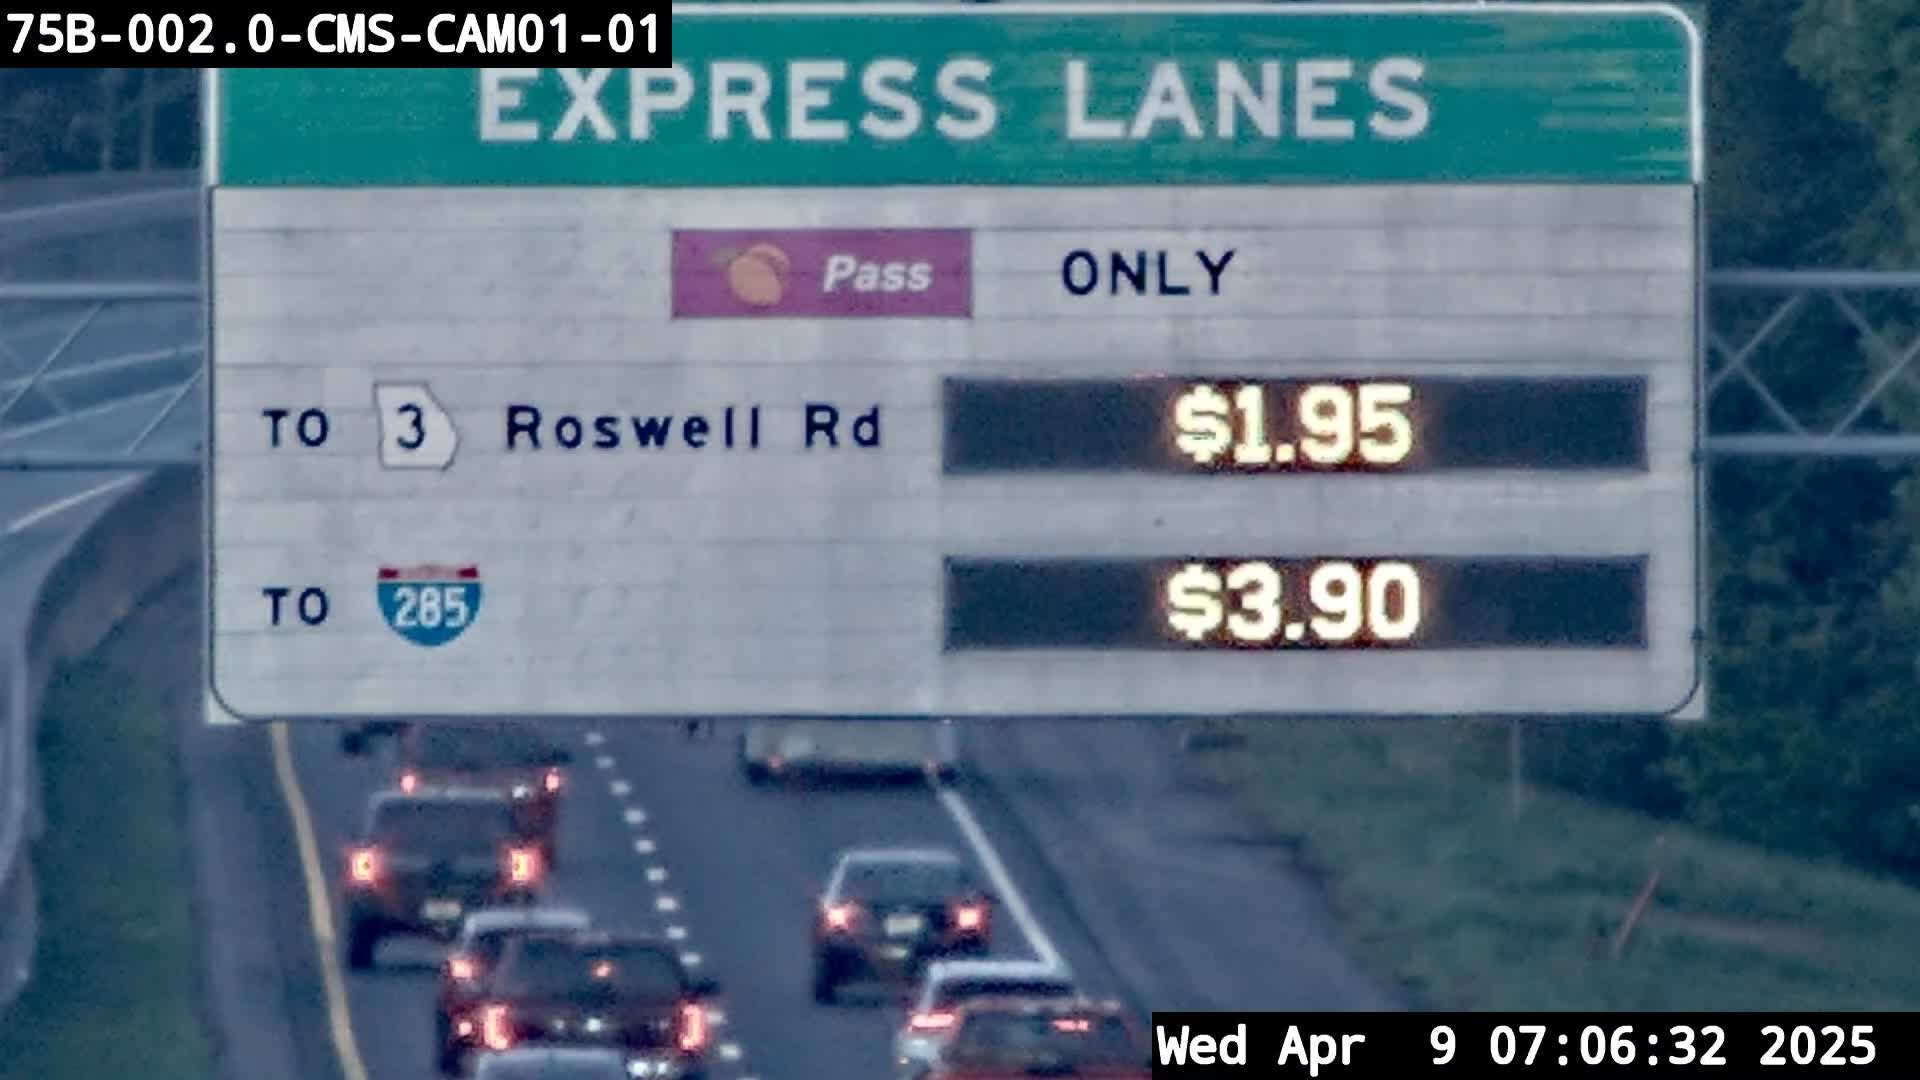 75B-002.0-CMS-CAM01-01
EXPRESS LANES
Pass ONLY
TO 3 Roswell Rd $1.95
TO 285 $3.90
Wed Apr 9 07:06:32 2025